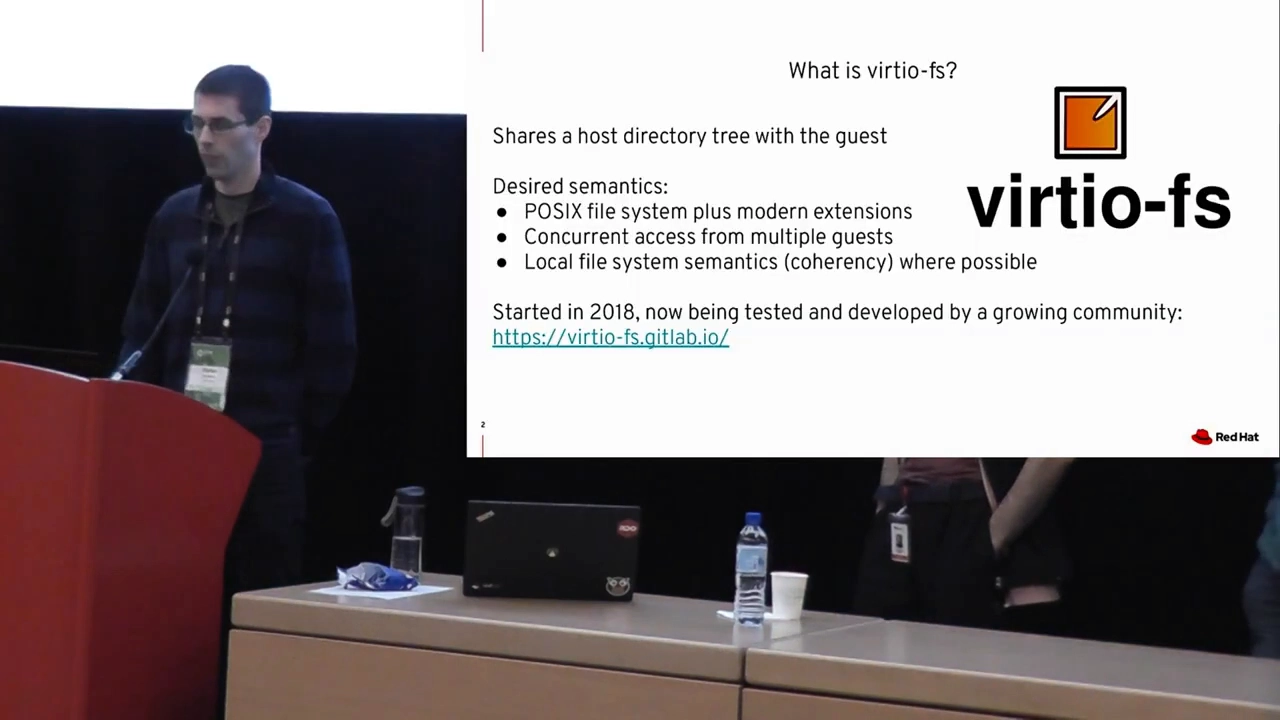 What is virtio-fs?
Shares a host directory tree with the guest
virtio-fs
Desired semantics:
● POSIX file system plus modern extensions
● Concurrent access from multiple guests
● Local file system semantics (coherency) where possible
Started in 2018, now being tested and developed by a growing community:
https://virtio-fs.gitlab.io/
2
Red Hat